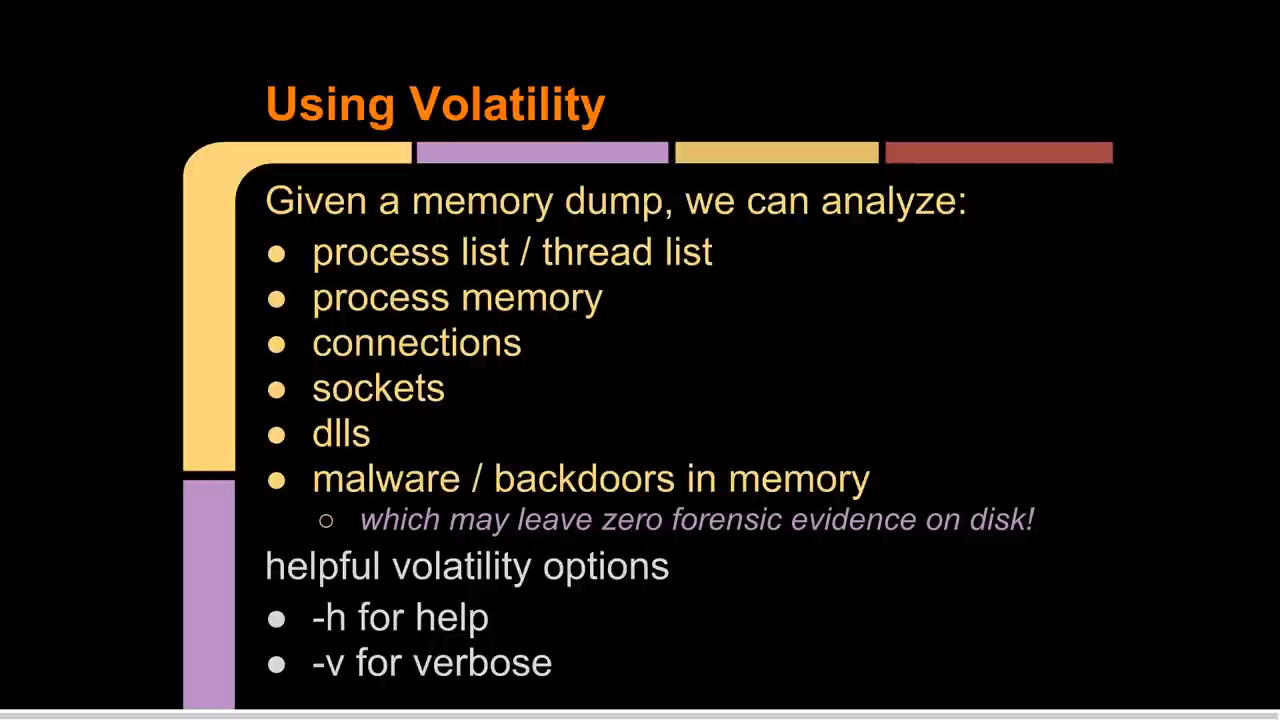 Using Volatility
Given a memory dump, we can analyze:
● process list / thread list
● process memory
● connections
● sockets
● dlls
● malware / backdoors in memory
○ which may leave zero forensic evidence on disk!
helpful volatility options
● -h for help
● -v for verbose